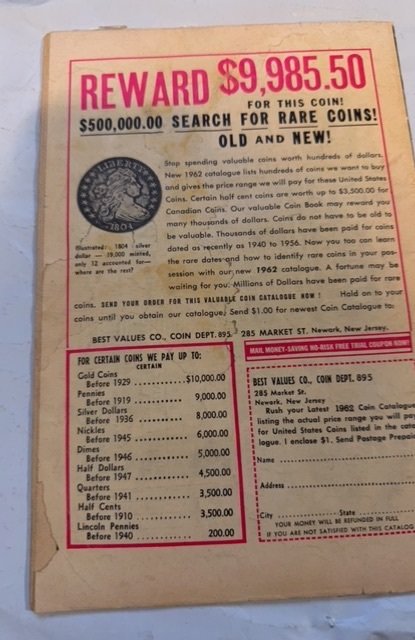 REWARD $9,985.50
FOR THIS COIN!
$500,000.00 SEARCH FOR RARE COINS!
OLD AND NEW!
LIBERTY
1804
Illustrated: 1804 silver
dollar — 19,000 minted,
only 12 accounted for—
where are the rest?
Stop spending valuable coins worth hundreds of dollars.
New 1962 catalogue lists hundreds of coins we want to buy
and gives the price range we will pay for these United States
Coins. Certain half cent coins are worth up to $3,500.00 for
Canadian Coins. Our valuable Coin Book may reward you
many thousands of dollars. Coins do not have to be old to
be valuable. Thousands of dollars have been paid for coins
dated as recently as 1940 to 1956. Now you too can learn
the rare dates and how to identify rare coins in your pos-
session with our new 1962 catalogue. A fortune may be
waiting for you. Millions of Dollars have been paid for rare
coins. SEND YOUR ORDER FOR THIS VALUABLE COIN CATALOGUE NOW! Hold on to your
coins until you obtain our catalogue. Send $1.00 for newest Coin Catalogue to:
BEST VALUES CO., COIN DEPT. 895 285 MARKET ST. Newark, New Jersey.
FOR CERTAIN COINS WE PAY UP TO:
CERTAIN
Gold Coins
Before 1929 ............$10,000.00
Pennies
Before 1919 ............ 9,000.00
Silver Dollars
Before 1936 ............ 8,000.00
Nickles
Before 1945 ............ 6,000.00
Dimes
Before 1946 ............ 5,000.00
Half Dollars
Before 1947 ............ 4,500.00
Quarters
Before 1941 ............ 3,500.00
Half Cents
Before 1910 ............ 3,500.00
Lincoln Pennies
Before 1940 ............ 200.00
MAIL MONEY-SAVING NO-RISK FREE TRIAL COUPON NOW!
BEST VALUES CO., COIN DEPT. 895
285 Market St.
Newark, New Jersey
Rush your Latest 1962 Coin Catalogue
listing the actual range price you will pay
for United States Coins listed in the cata
logue. I enclose $1. Send Postage Prepaid
Name
Address
City State
YOUR MONEY WILL BE REFUNDED IN FULL
IF YOU ARE NOT SATISFIED WITH THIS CATALOG